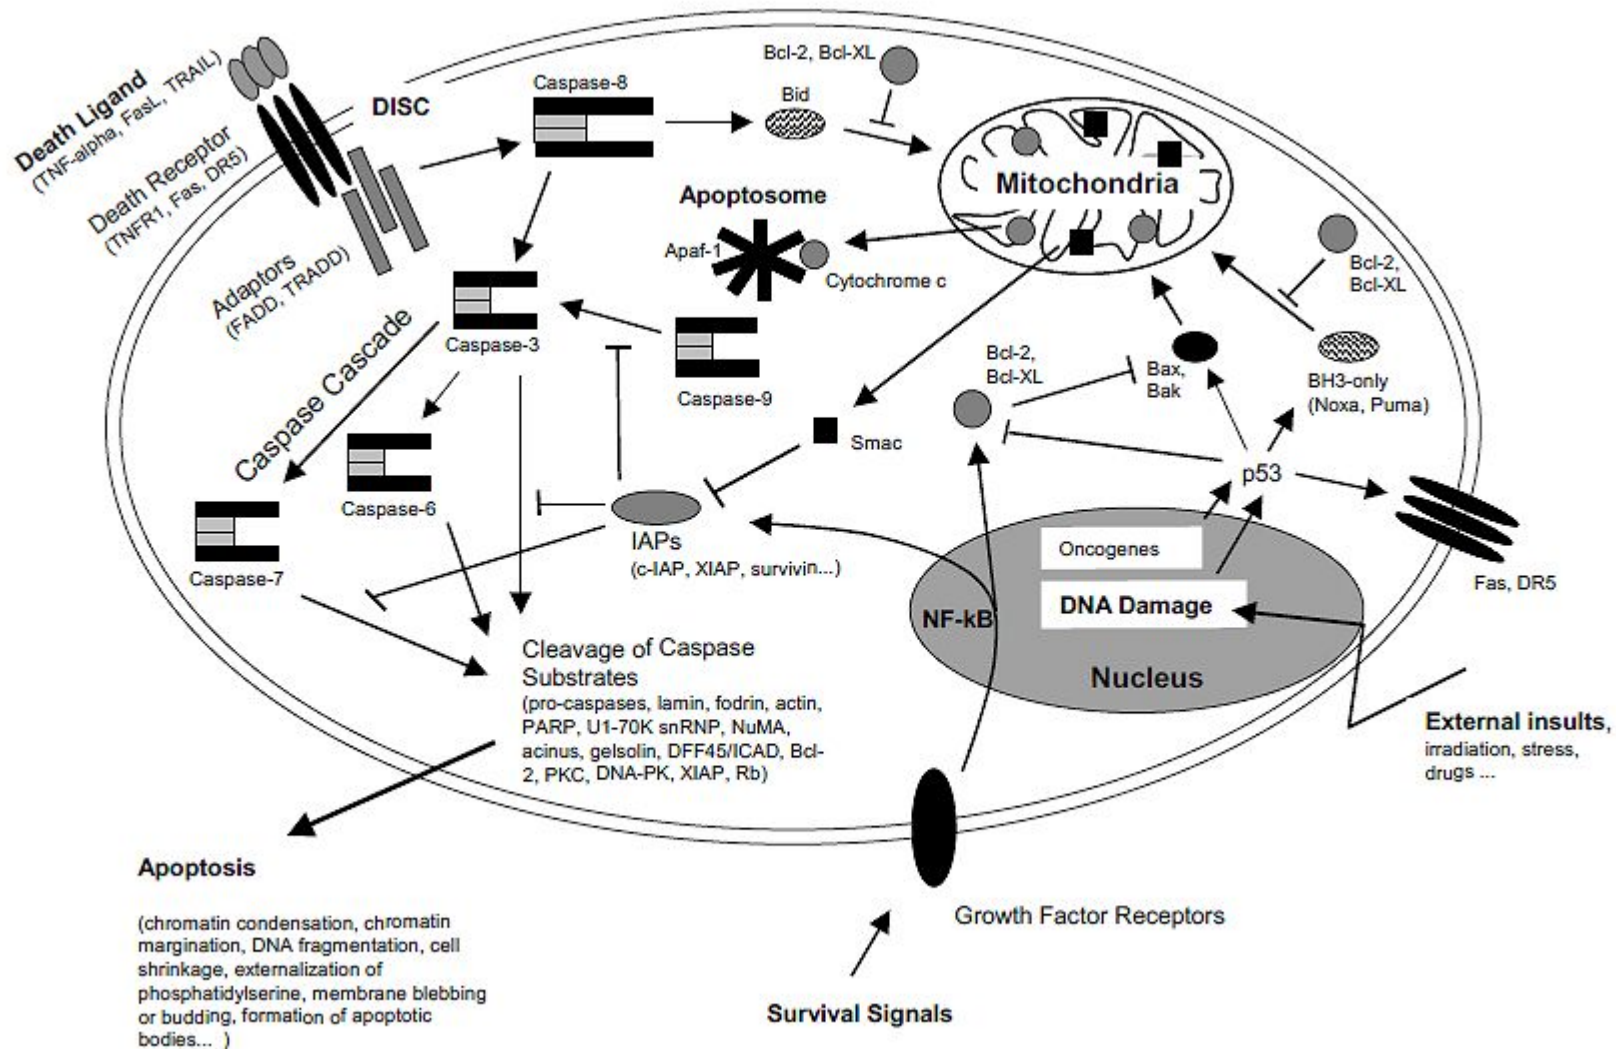 Death Ligand
(TNF-alpha, FasL, TRAIL)
Death Receptor
(TNFR1, Fas, DR5)
Adaptors
(FADD, TRADD)
DISC
Caspase-8
Bcl-2, Bcl-XL
Bid
Mitochondria
Apoptosome
Apaf-1
Cytochrome c
Bcl-2,
Bcl-XL
Caspase-3
Caspase Cascade
Caspase-9
Bcl-2,
Bcl-XL
Bax,
Bak
BH3-only
(Noxa, Puma)
Smac
p53
Caspase-6
Caspase-7
IAPs
(c-IAP, XIAP, survivin...)
Oncogenes
DNA Damage
NF-kB
Nucleus
Fas, DR5
Cleavage of Caspase
Substrates
(pro-caspases, lamin, fodrin, actin,
PARP, U1-70K snRNP, NuMA,
acinus, gelsolin, DFF45/ICAD, Bcl-
2, PKC, DNA-PK, XIAP, Rb)
External insults,
irradiation, stress,
drugs ...
Apoptosis
(chromatin condensation, chromatin
margination, DNA fragmentation, cell
shrinkage, externalization of
phosphatidylserine, membrane blebbing
or budding, formation of apoptotic
bodies... )
Growth Factor Receptors
Survival Signals